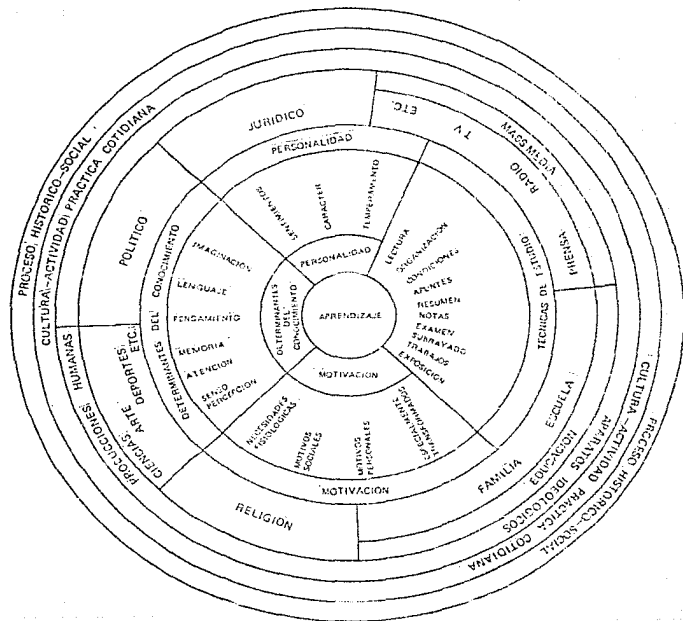 PROCESO HISTORICO-SOCIAL
CULTURA-ACTIVIDAD PRACTICA COTIDIANA
JURIDICO
ETC.
TV
MASSMEDIA
RADIO
PRENSA
POLITICO
PERSONALIDAD
SENTIMIENTOS
CARACTER
TEMPERAMENTO
PERSONALIDAD
DETERMINANTES DEL CONOCIMIENTO
IMAGINACION
LENGUAJE
PENSAMIENTO
MEMORIA
ATENCION
SENSO
PERCEPCION
DETERMINANTES
DEL
CONOCIMIENTO
APRENDIZAJE
LECTURA
ORGANIZACION
CONDICIONES
APUNTES
RESUMEN
NOTAS
EXAMEN
SUBRAYADO
TRABAJOS
EXPOSICION
TECNICAS DE ESTUDIO
MOTIVACION
NECESIDADES
FISIOLOGICAS
MOTIVOS
SOCIALES
MOTIVOS
PERSONALES
ESPECIALMENTE
TRANSFORMADOS
MOTIVACION
PRODUCCIONES HUMANAS
CIENCIAS ARTE DEPORTES ETC.
RELIGION
FAMILIA
ESCUELA
EDUCACION
APARATOS IDEOLOGICOS
CULTURA-ACTIVIDAD PRACTICA COTIDIANA
PROCESO HISTORICO-SOCIAL